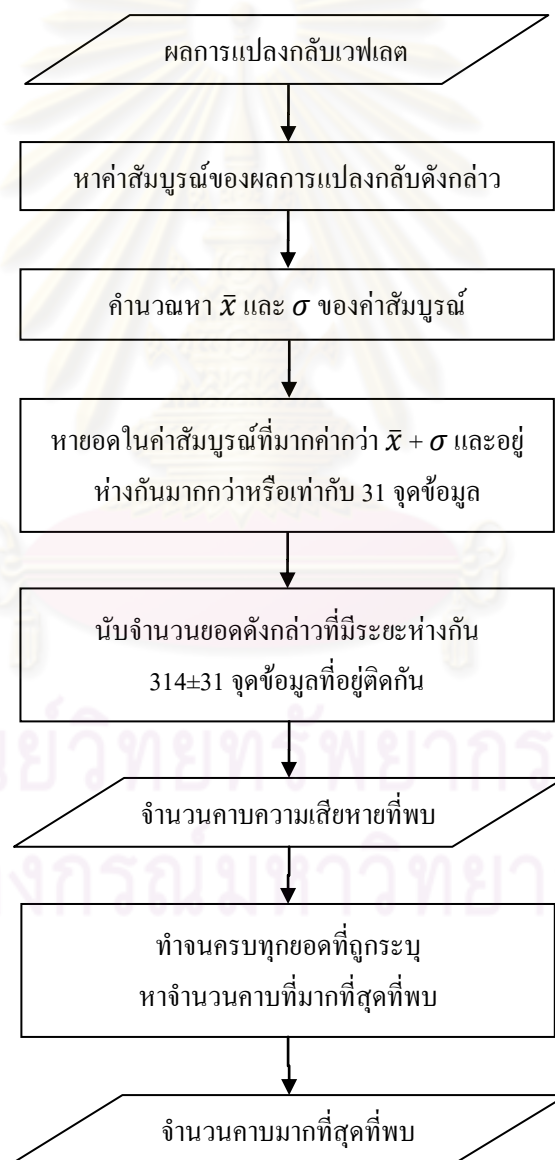 ผลการแปลงกลับเวฟเลต
หาค่าสัมบูรณ์ของผลการแปลงกลับดังกล่าว
คำนวณหา x̄ และ σ ของค่าสัมบูรณ์
หายอดในค่าสัมบูรณ์ที่มากค่ากว่า x̄ + σ และอยู่
ห่างกันมากกว่าหรือเท่ากับ 31 จุดข้อมูล
นับจำนวนยอดดังกล่าวที่มีระยะห่างกัน
314±31 จุดข้อมูลที่อยู่ติดกัน
จำนวนคาบความเสียหายที่พบ
ทำจนครบทุกยอดที่ถูกระบุ
หาจำนวนคาบที่มากที่สุดที่พบ
จำนวนคาบมากที่สุดที่พบ